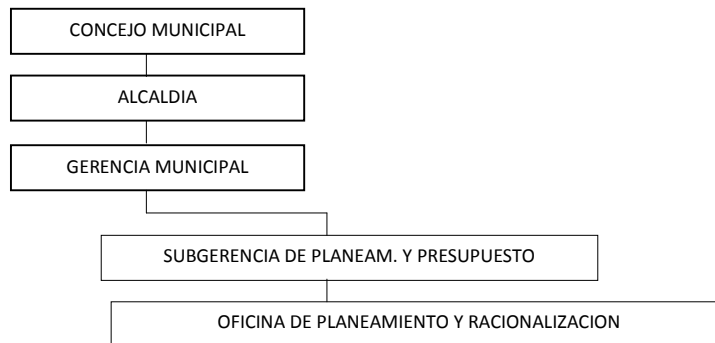 CONCEJO MUNICIPAL
ALCALDIA
GERENCIA MUNICIPAL
SUBGERENCIA DE PLANEAM. Y PRESUPUESTO
OFICINA DE PLANEAMIENTO Y RACIONALIZACION